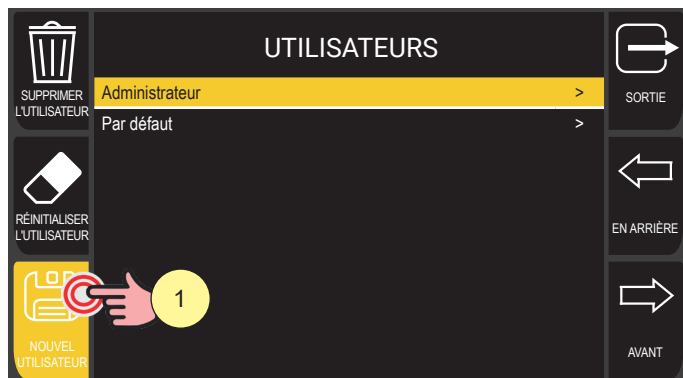 UTILISATEURS
SUPPRIMER
L'UTILISATEUR
Administrateur >
Par défaut >
SORTIE
RÉINITIALISER
L'UTILISATEUR
EN ARRIÈRE
1
NOUVEL
UTILISATEUR
AVANT